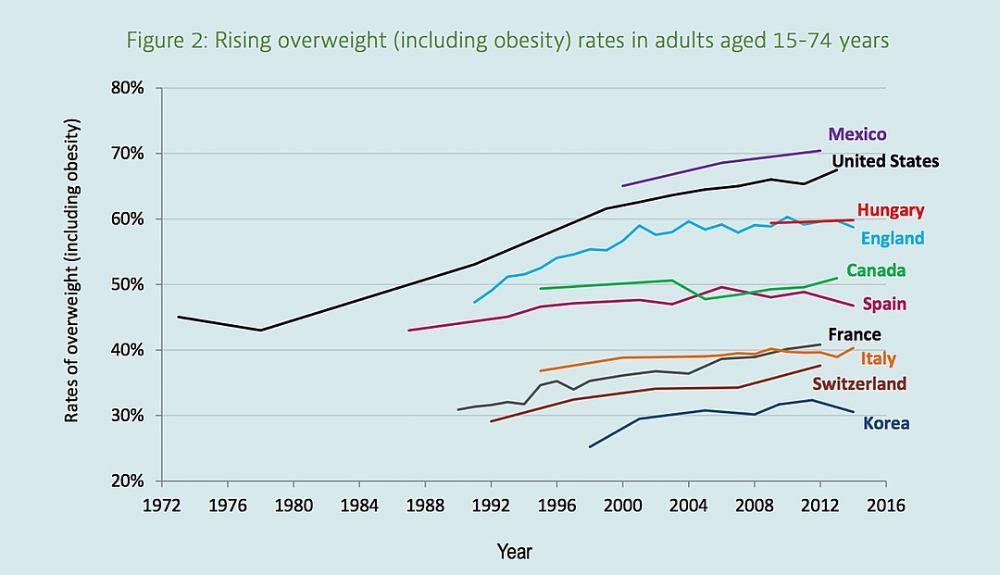 Figure 2: Rising overweight (including obesity) rates in adults aged 15-74 years
Rates of overweight (including obesity)
80%
70%
60%
50%
40%
30%
20%
Mexico
United States
Hungary
England
Canada
Spain
France
Italy
Switzerland
Korea
1972 1976 1980 1984 1988 1992 1996 2000 2004 2008 2012 2016
Year